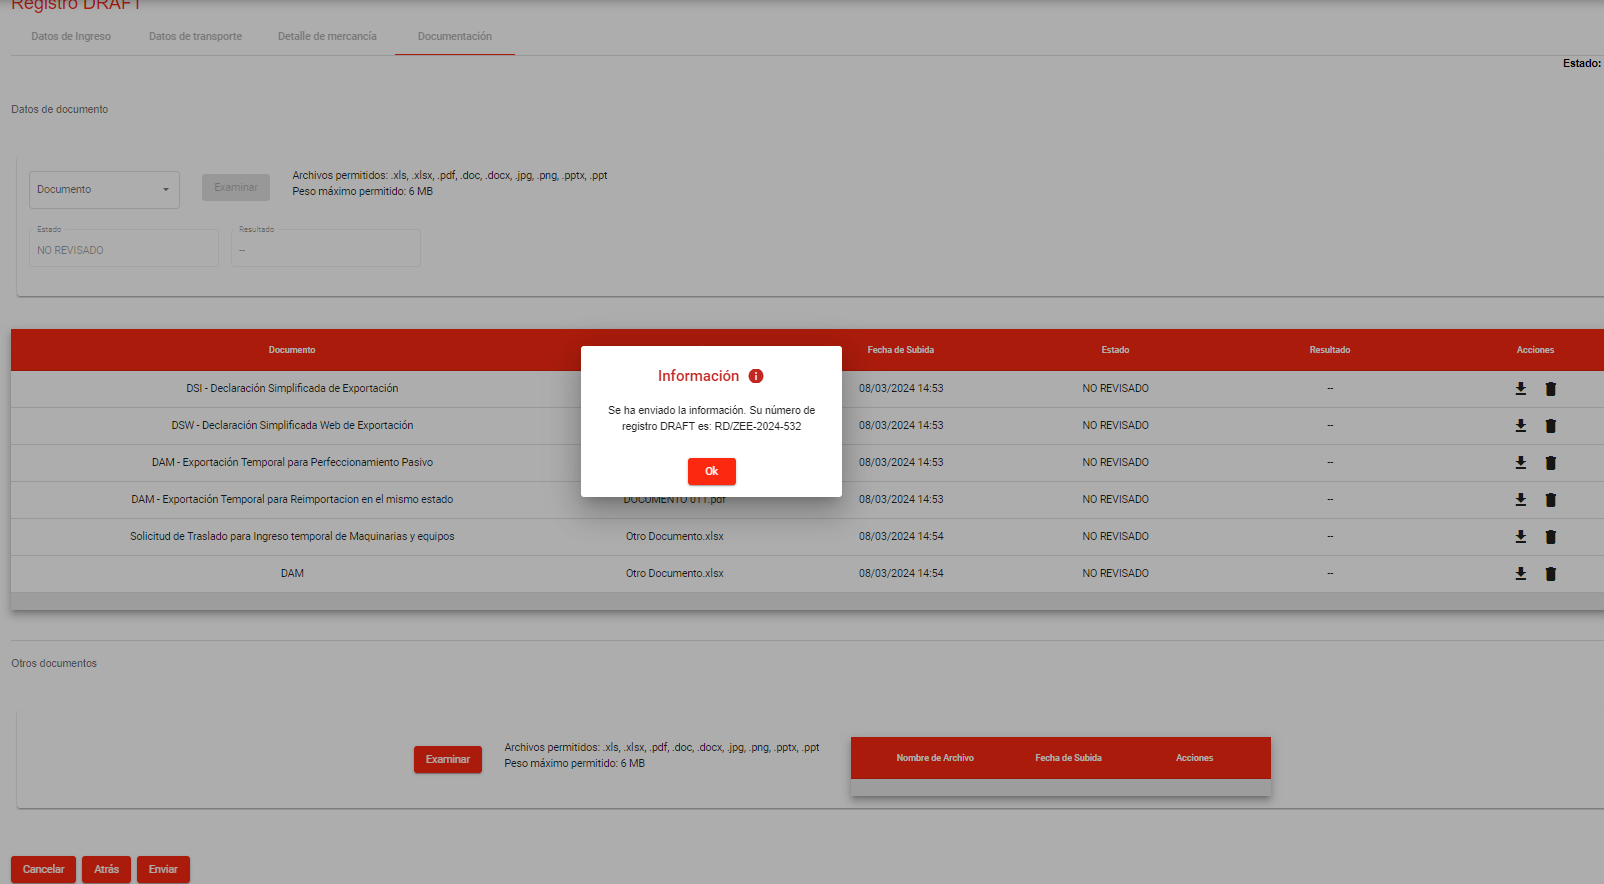 Registro DRAFT
Datos de Ingreso
Datos de transporte
Detalle de mercancía
Documentación
Estado:
Datos de documento
Documento
Examinar
Archivos permitidos: .xls, .xlsx, .pdf, .doc, .docx, .jpg, .png, .pptx, .ppt
Peso máximo permitido: 6 MB
Estado
NO REVISADO
Resultado
--
Documento
Fecha de Subida
Estado
Resultado
Acciones
DSI - Declaración Simplificada de Exportación
08/03/2024 14:53
NO REVISADO
--
DSW - Declaración Simplificada Web de Exportación
08/03/2024 14:53
NO REVISADO
--
DAM - Exportación Temporal para Perfeccionamiento Pasivo
08/03/2024 14:53
NO REVISADO
--
DAM - Exportación Temporal para Reimportacion en el mismo estado
DOCUMENTO 011.pdf
08/03/2024 14:53
NO REVISADO
--
Solicitud de Traslado para Ingreso temporal de Maquinarias y equipos
Otro Documento.xlsx
08/03/2024 14:54
NO REVISADO
--
DAM
Otro Documento.xlsx
08/03/2024 14:54
NO REVISADO
--
Información
Se ha enviado la información. Su número de
registro DRAFT es: RD/ZEE-2024-532
Ok
Otros documentos
Examinar
Archivos permitidos: .xls, .xlsx, .pdf, .doc, .docx, .jpg, .png, .pptx, .ppt
Peso máximo permitido: 6 MB
Nombre de Archivo
Fecha de Subida
Acciones
Cancelar
Atrás
Enviar